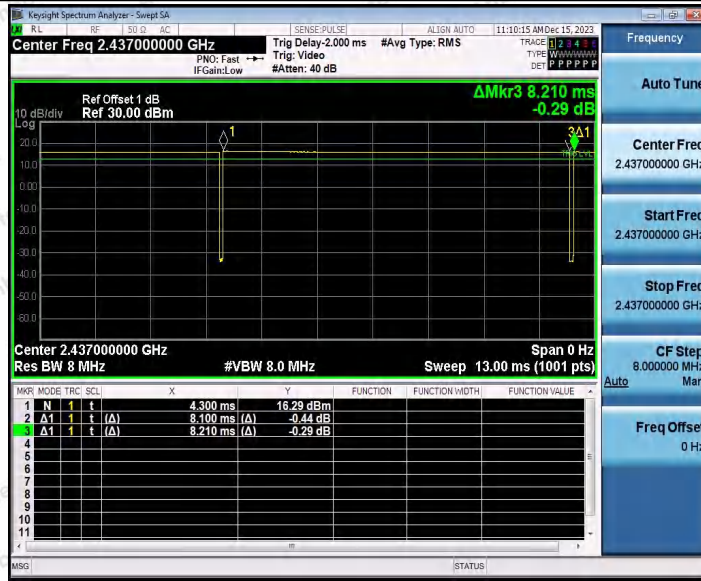 Keysight Spectrum Analyzer - Swept SA
RL RF 50 Ω AC SENSE:PULSE ALIGN AUTO 11:10:15 AM Dec 15, 2023
Center Freq 2.437000000 GHz
PNO: Fast
IFGain:Low
Trig Delay-2.000 ms
Trig: Video
#Atten: 40 dB
#Avg Type: RMS
TRACE 1 2 3 4 5 6
TYPE WWWWWW
DET P P P P P P
ΔMkr3 8.210 ms
-0.29 dB
Ref Offset 1 dB
10 dB/div Ref 30.00 dBm
Log
1
3Δ1
20.0
TRIG LVL
10.0
0.00
-10.0
-20.0
-30.0
-40.0
-50.0
-60.0
Center 2.437000000 GHz Span 0 Hz
Res BW 8 MHz #VBW 8.0 MHz Sweep 13.00 ms (1001 pts)
MKR MODE TRC SCL X Y FUNCTION FUNCTION WIDTH FUNCTION VALUE
1 N 1 t 4.300 ms 16.29 dBm
2 Δ1 1 t (Δ) 8.100 ms (Δ) -0.44 dB
3 Δ1 1 t (Δ) 8.210 ms (Δ) -0.29 dB
4
5
6
7
8
9
10
11
MSG STATUS
Frequency
Auto Tune
Center Freq
2.437000000 GHz
Start Freq
2.437000000 GHz
Stop Freq
2.437000000 GHz
CF Step
8.000000 MHz
Auto Man
Freq Offset
0 Hz